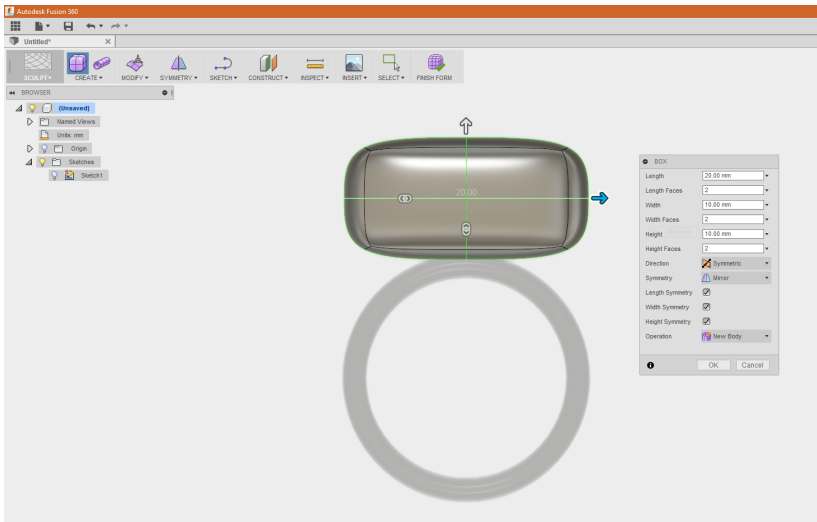 Autodesk Fusion 360
Untitled*
SCULPT
CREATE
MODIFY
SYMMETRY
SKETCH
CONSTRUCT
INSPECT
INSERT
SELECT
FINISH FORM
BROWSER
(Unsaved)
Named Views
Units: mm
Origin
Sketches
Sketch1
20.00
BOX
Length 20.00 mm
Length Faces 2
Width 10.00 mm
Width Faces 2
Height 10.00 mm
Height Faces 2
Direction Symmetric
Symmetry Mirror
Length Symmetry
Width Symmetry
Height Symmetry
Operation New Body
OK Cancel